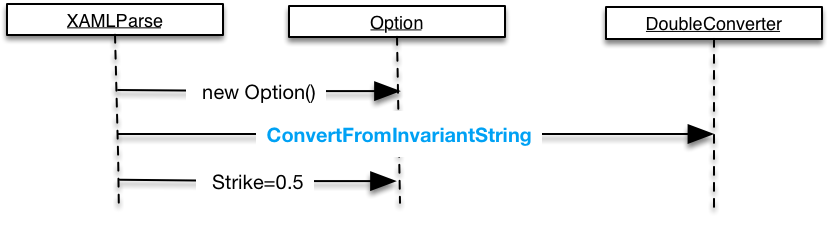 XAMLParse
Option
DoubleConverter
new Option()
ConvertFromInvariantString
Strike=0.5